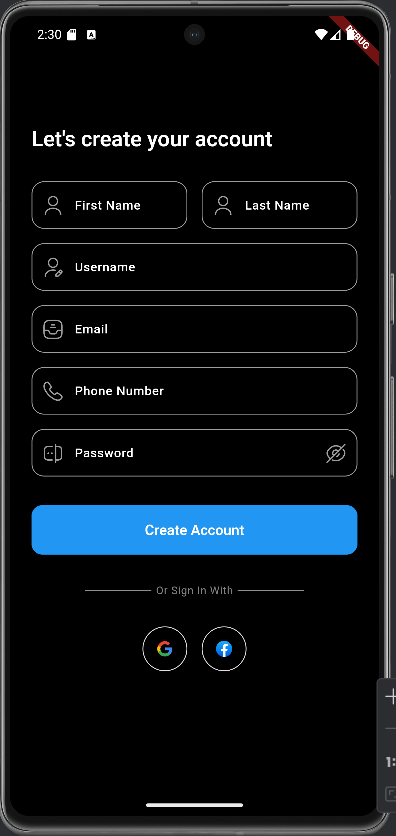 2:30
DEBUG
Let's create your account
First Name
Last Name
Username
Email
Phone Number
Password
Create Account
Or Sign In With
1: